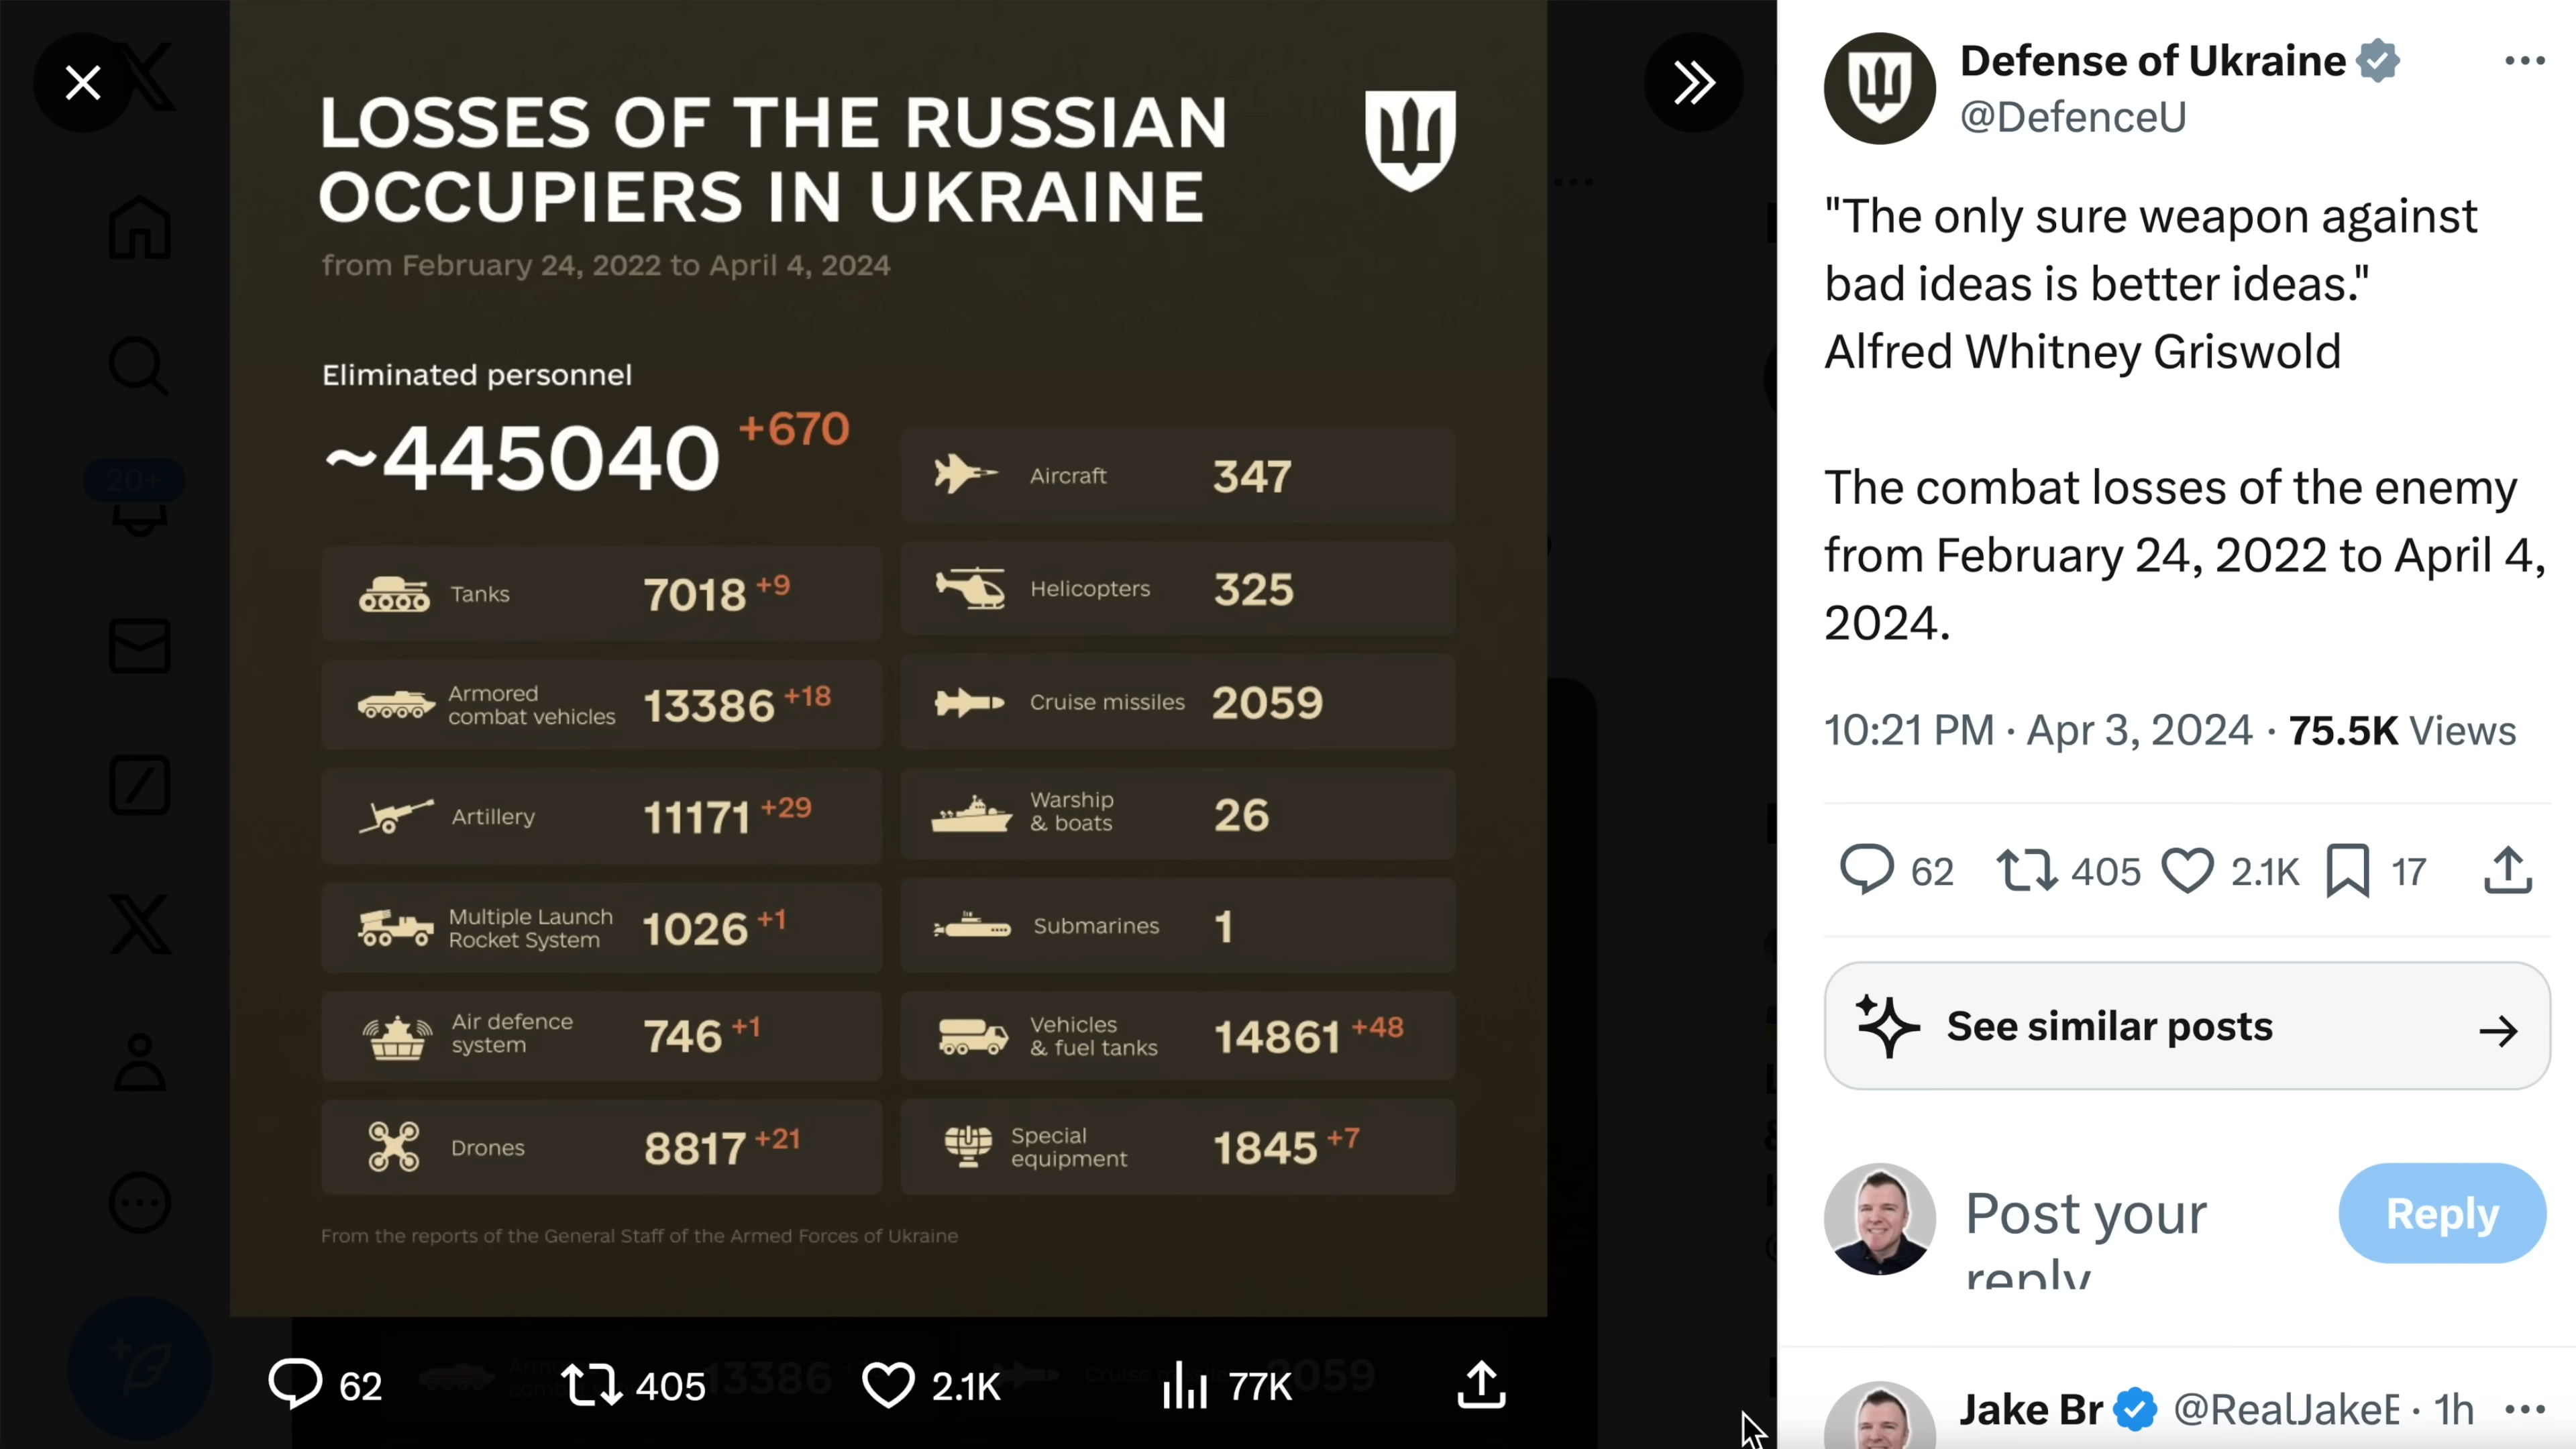 LOSSES OF THE RUSSIAN
OCCUPIERS IN UKRAINE
from February 24, 2022 to April 4, 2024
Eliminated personnel
~445040 +670
Tanks 7018 +9
Armored
combat vehicles 13386 +18
Artillery 11171 +29
Multiple Launch
Rocket System 1026 +1
Air defence
system 746 +1
Drones 8817 +21
Aircraft 347
Helicopters 325
Cruise missiles 2059
Warship
& boats 26
Submarines 1
Vehicles
& fuel tanks 14861 +48
Special
equipment 1845 +7
From the reports of the General Staff of the Armed Forces of Ukraine
20+
62 405 2.1K 77K
13386 2059
Defense of Ukraine
@DefenceU
"The only sure weapon against
bad ideas is better ideas."
Alfred Whitney Griswold
The combat losses of the enemy
from February 24, 2022 to April 4,
2024.
10:21 PM · Apr 3, 2024 · 75.5K Views
62 405 2.1K 17
See similar posts
Post your
reply
Reply
Jake Br @RealJakeE · 1h